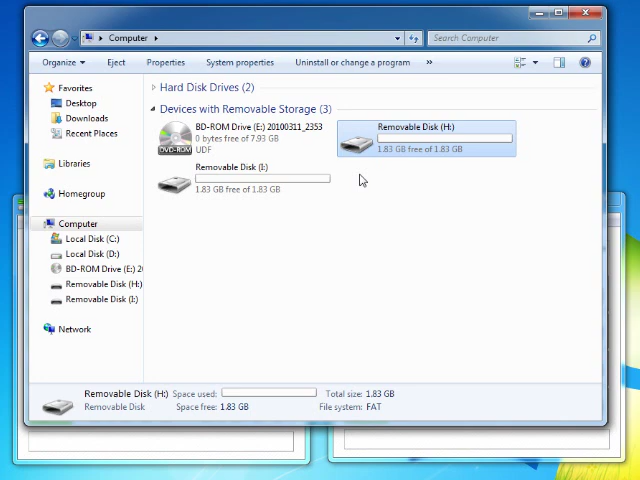 Computer
Search Computer
Organize Eject Properties System properties Uninstall or change a program »
Favorites
Desktop
Downloads
Recent Places
Libraries
Homegroup
Computer
Local Disk (C:)
Local Disk (D:)
BD-ROM Drive (E:) 20
Removable Disk (H:)
Removable Disk (I:)
Network
Hard Disk Drives (2)
Devices with Removable Storage (3)
BD-ROM Drive (E:) 20100311_2353
0 bytes free of 7.93 GB
UDF
DVD-ROM
Removable Disk (H:)
1.83 GB free of 1.83 GB
Removable Disk (I:)
1.83 GB free of 1.83 GB
Removable Disk (H:) Space used: Total size: 1.83 GB
Removable Disk Space free: 1.83 GB File system: FAT